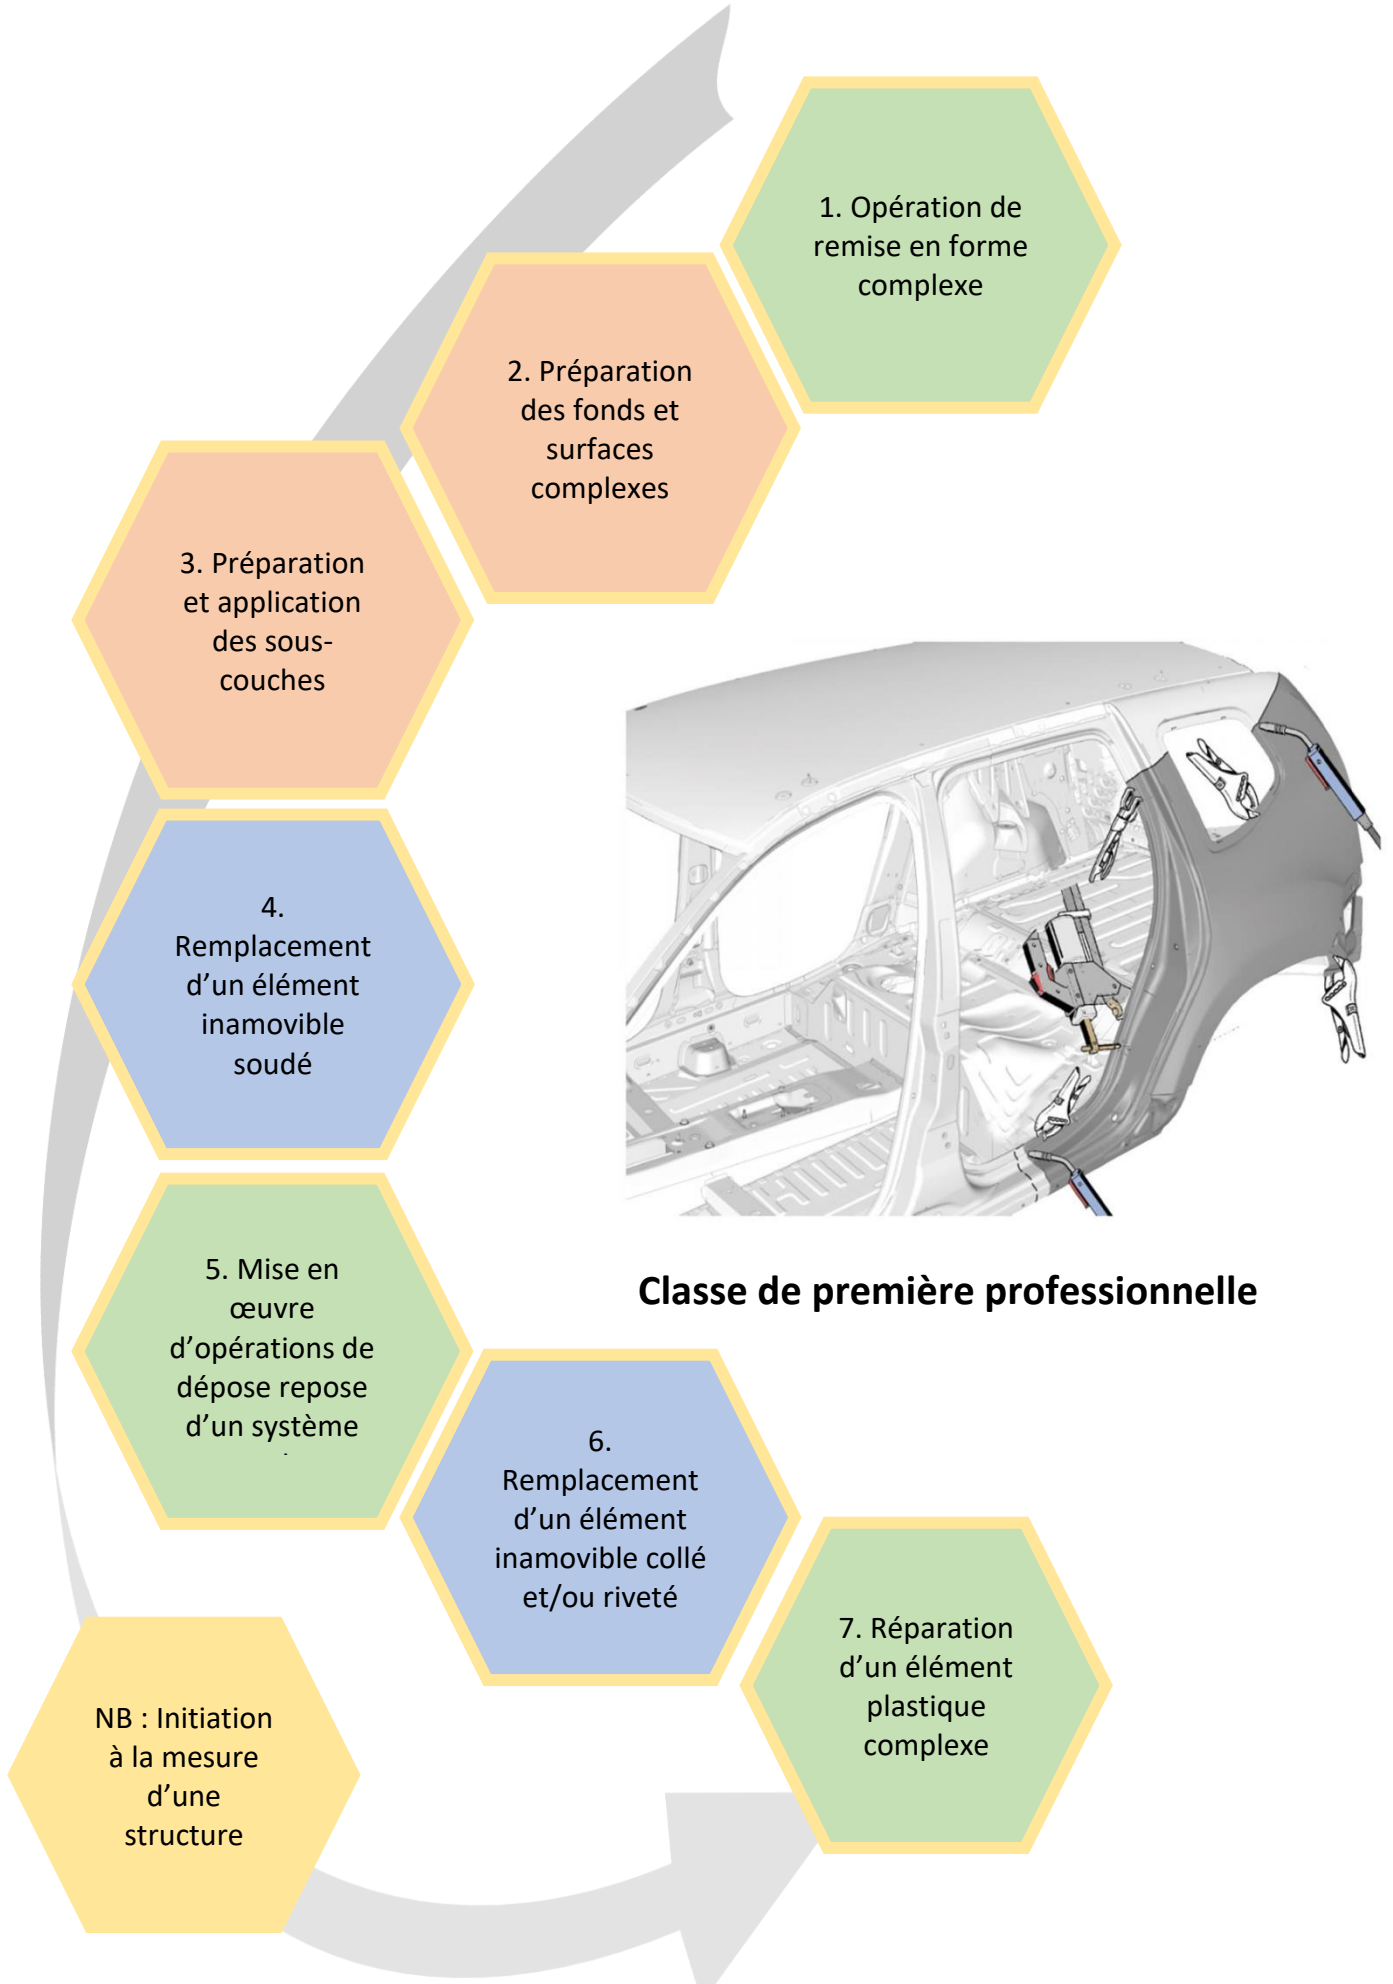 1. Opération de
remise en forme
complexe
2. Préparation
des fonds et
surfaces
complexes
3. Préparation
et application
des sous-
couches
4.
Remplacement
d’un élément
inamovible
soudé
5. Mise en
œuvre
d’opérations de
dépose repose
d’un système
Classe de première professionnelle
6.
Remplacement
d’un élément
inamovible collé
et/ou riveté
7. Réparation
d’un élément
plastique
complexe
NB : Initiation
à la mesure
d’une
structure